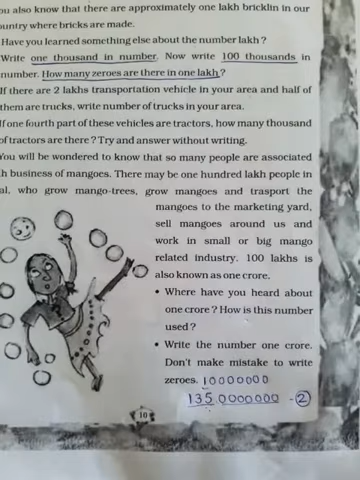 ou also know that there are approximately one lakh bricklin in our
ountry where bricks are made.
Have you learned something else about the number lakh ?
Write one thousand in number. Now write 100 thousands in
number. How many zeroes are there in one lakh ?
If there are 2 lakhs transportation vehicle in your area and half of
them are trucks, write number of trucks in your area.
If one fourth part of these vehicles are tractors, how many thousand
of tractors are there ? Try and answer without writing.
You will be wondered to know that so many people are associated
h business of mangoes. There may be one hundred lakh people in
al, who grow mango-trees, grow mangoes and trasport the
mangoes to the marketing yard,
sell mangoes around us and
work in small or big mango
related industry. 100 lakhs is
also known as one crore.
• Where have you heard about
one crore ? How is this number
used ?
• Write the number one crore.
Don't make mistake to write
zeroes. 10000000
135.0000000 - 2
10